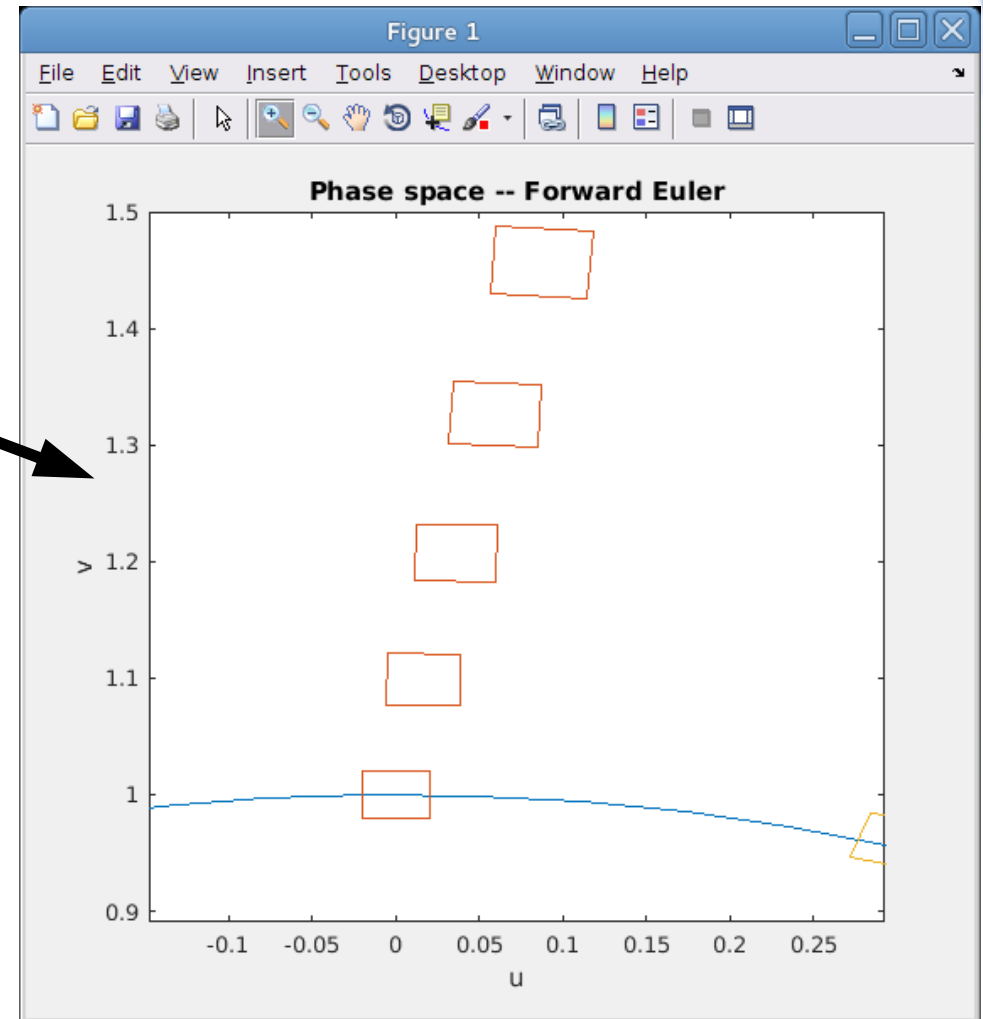 Figure 1
File Edit View Insert Tools Desktop Window Help
Phase space -- Forward Euler
1.5
1.4
1.3
1.2
1.1
1
0.9
v
-0.1 -0.05 0 0.05 0.1 0.15 0.2 0.25
u